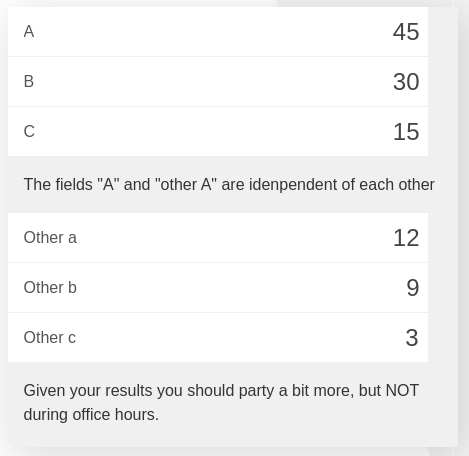 A 45
B 30
C 15
The fields "A" and "other A" are idenpendent of each other
Other a 12
Other b 9
Other c 3
Given your results you should party a bit more, but NOT
during office hours.